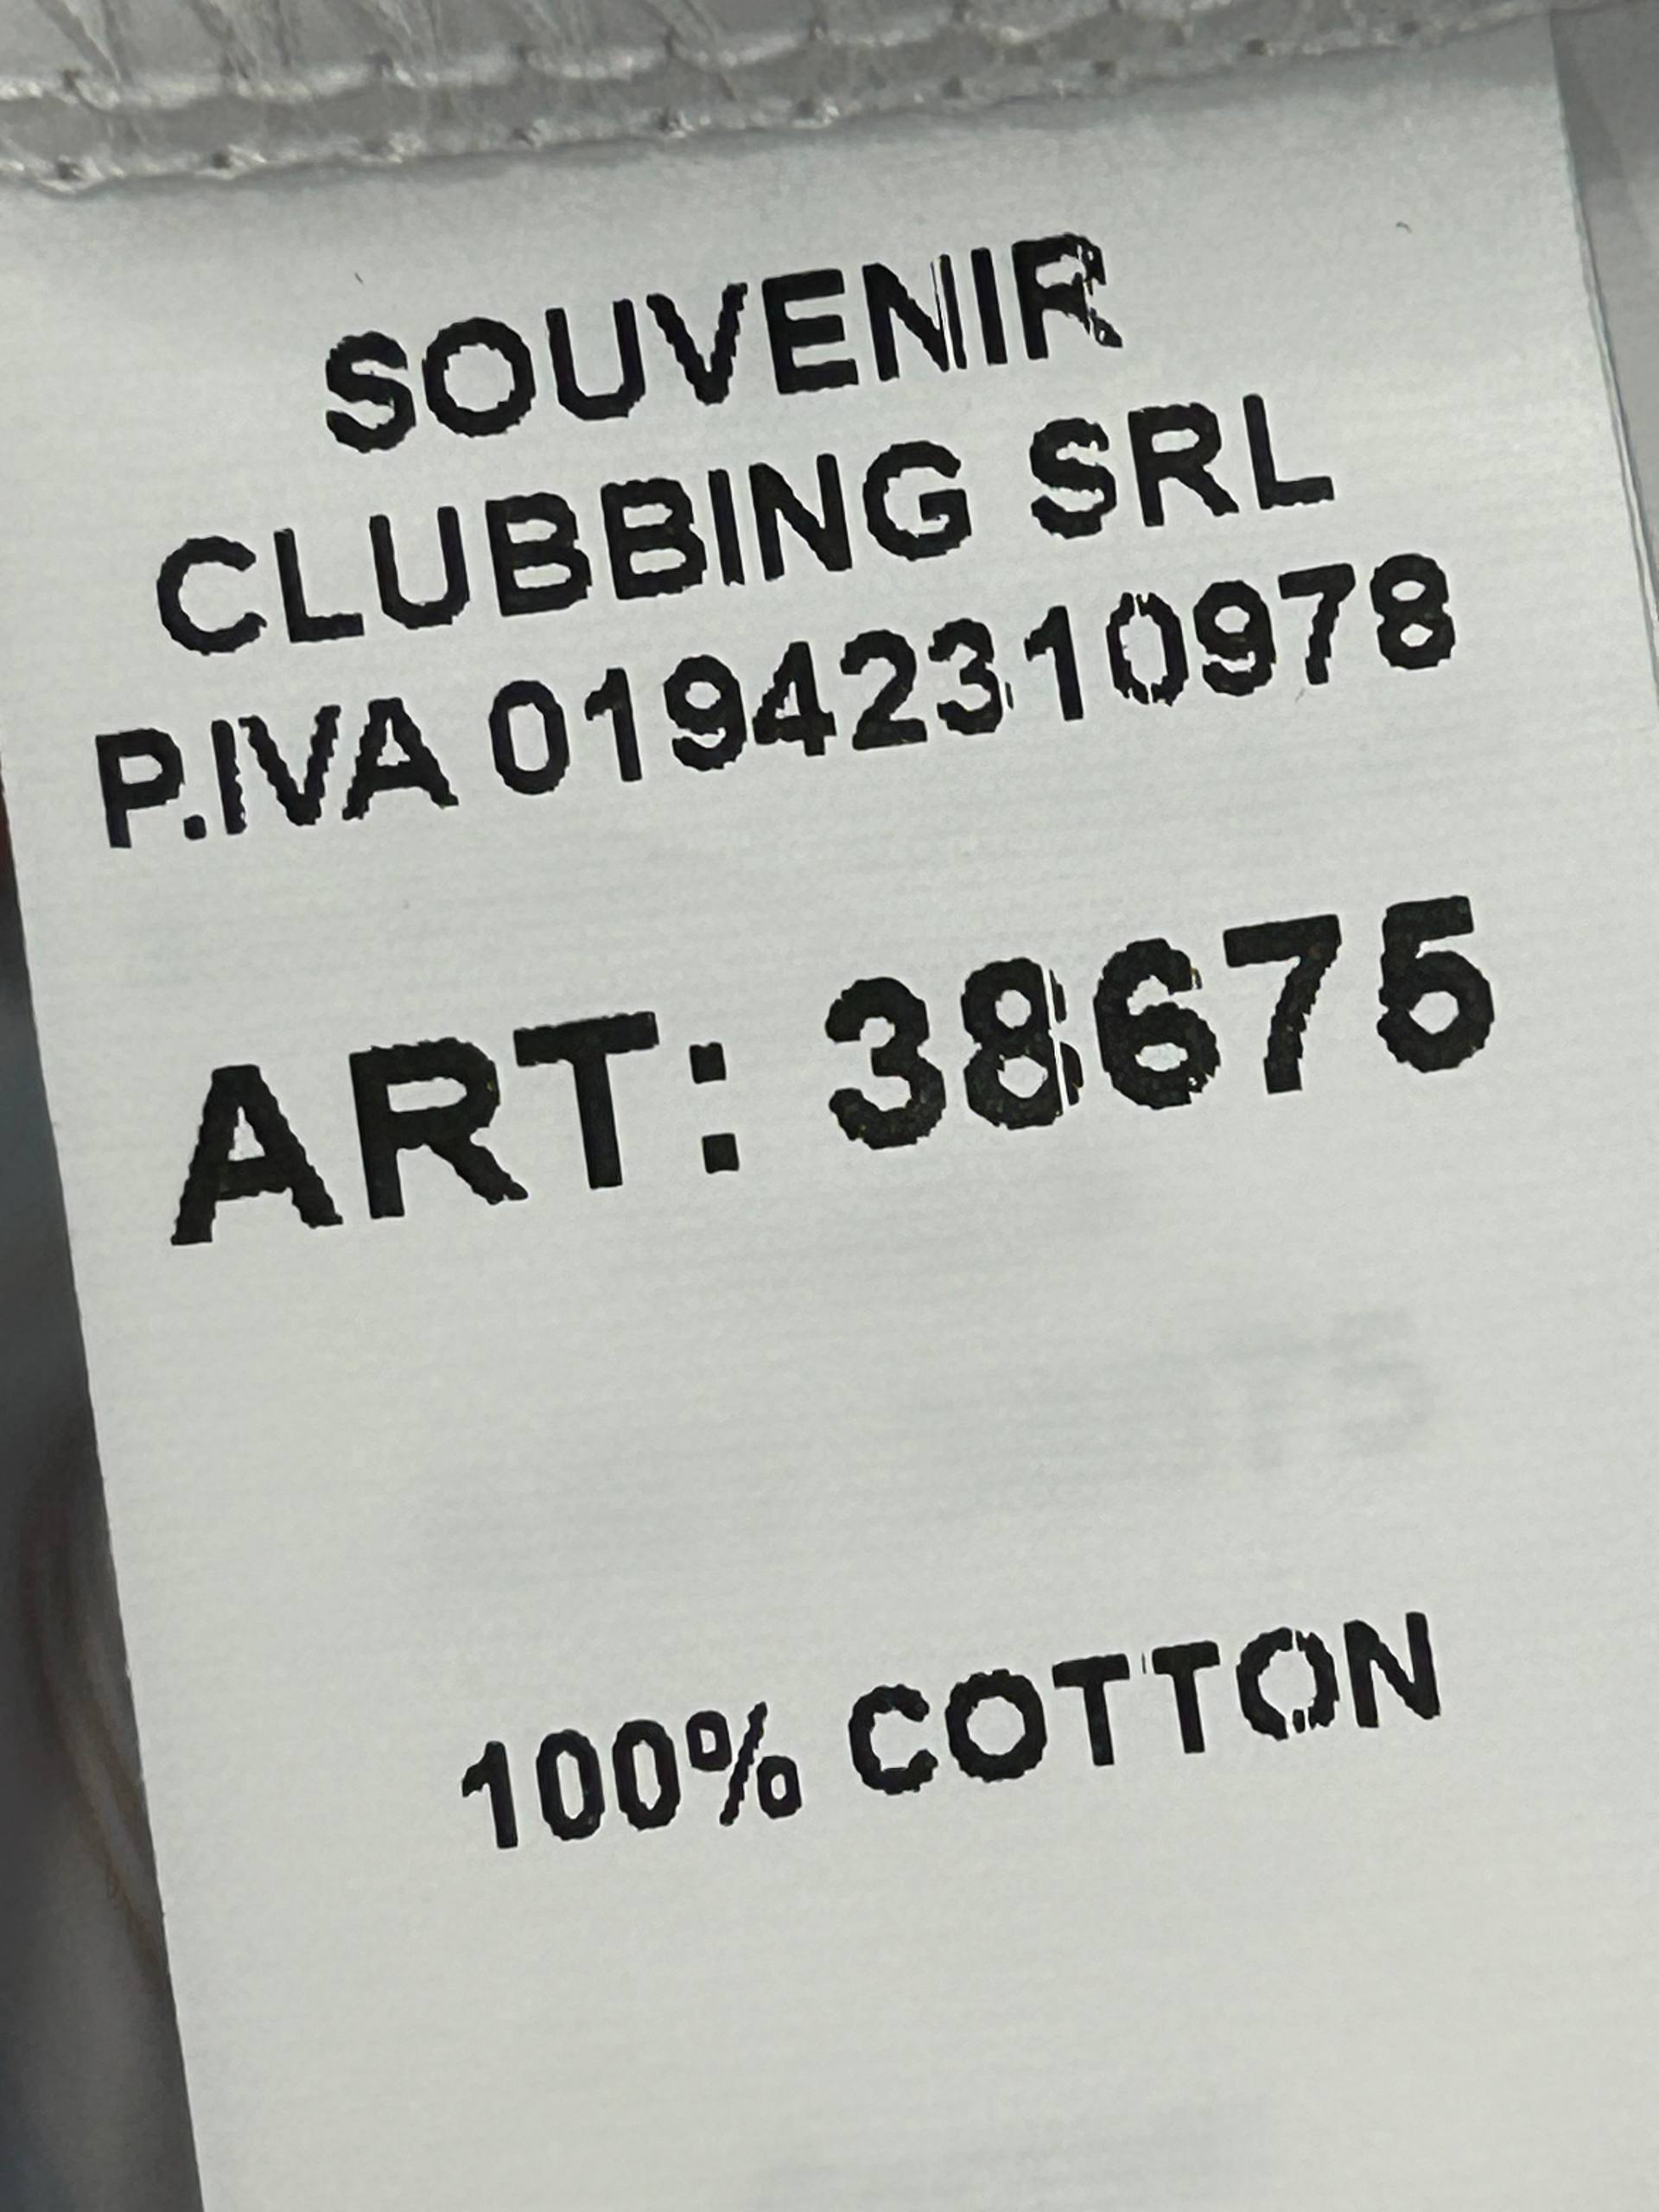 SOUVENIR
CLUBBING SRL
P.IVA 01942310978
ART: 38675
100% COTTON